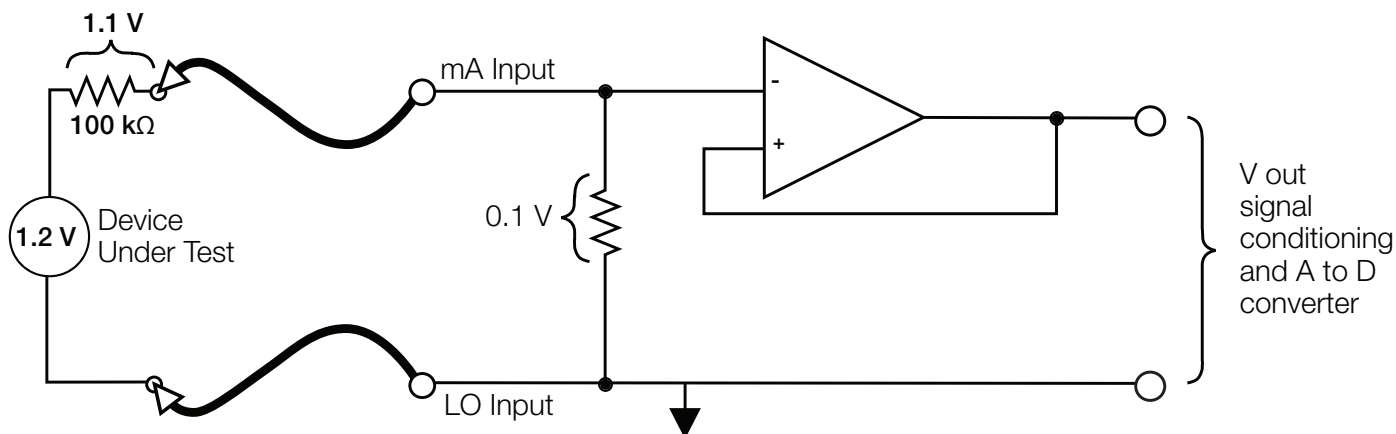 1.1 V
100 kΩ
1.2 V
Device
Under Test
mA Input
LO Input
0.1 V
-
+
V out
signal
conditioning
and A to D
converter